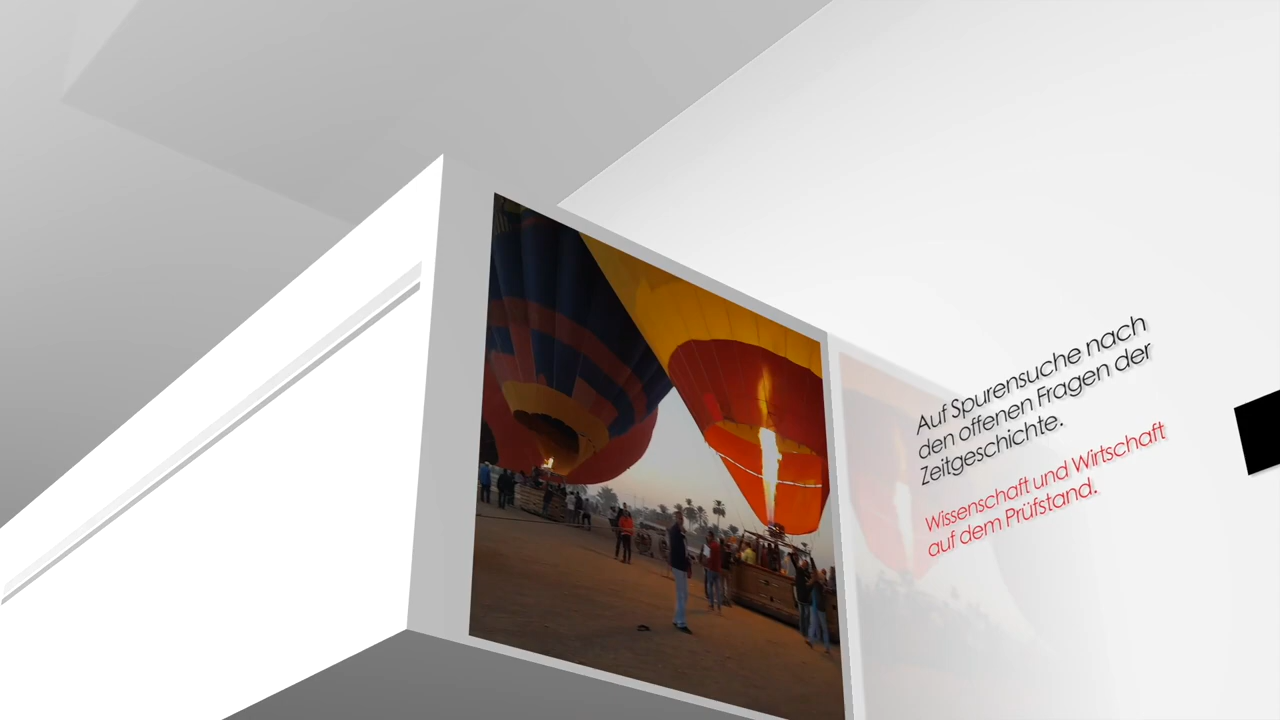 Auf Spurensuche nach
den offenen Fragen der
Zeitgeschichte.
Wissenschaft und Wirtschaft
auf dem Prüfstand.